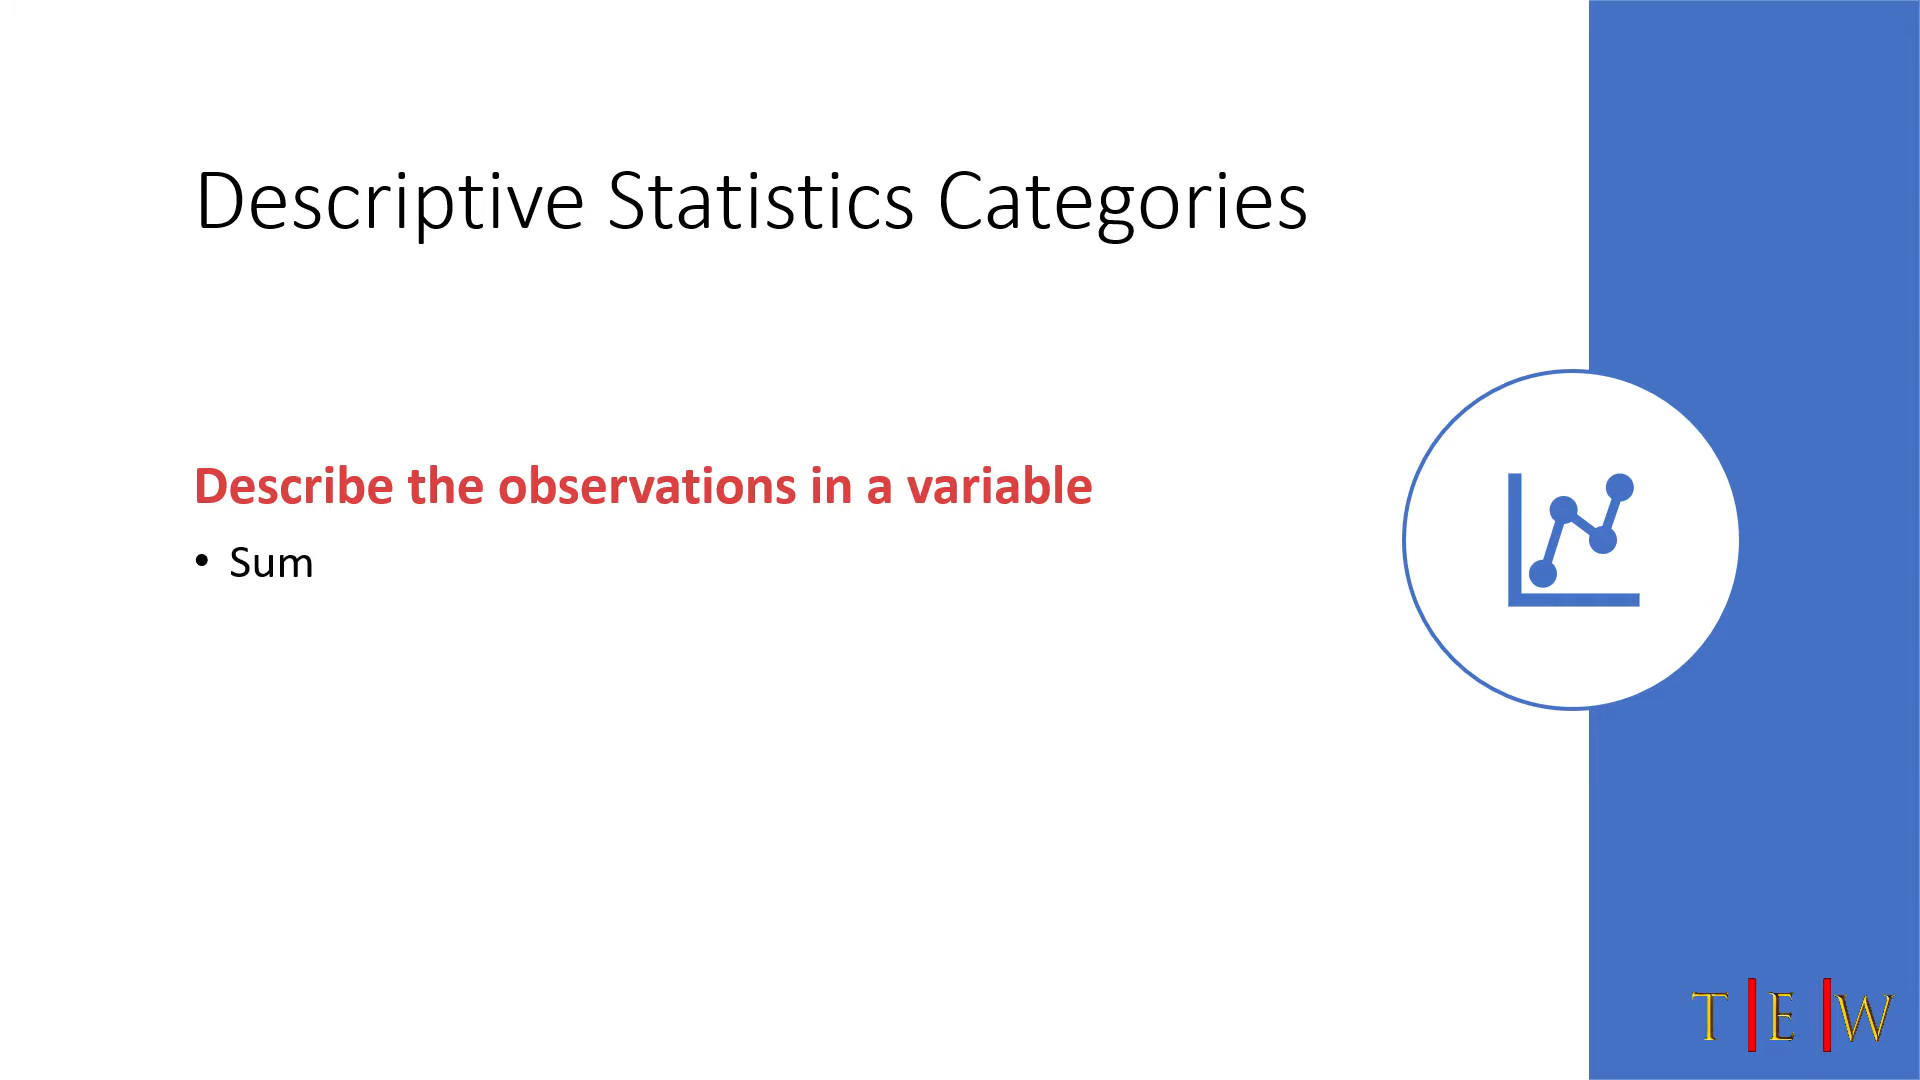 Descriptive Statistics Categories
Describe the observations in a variable
• Sum
T|E|W